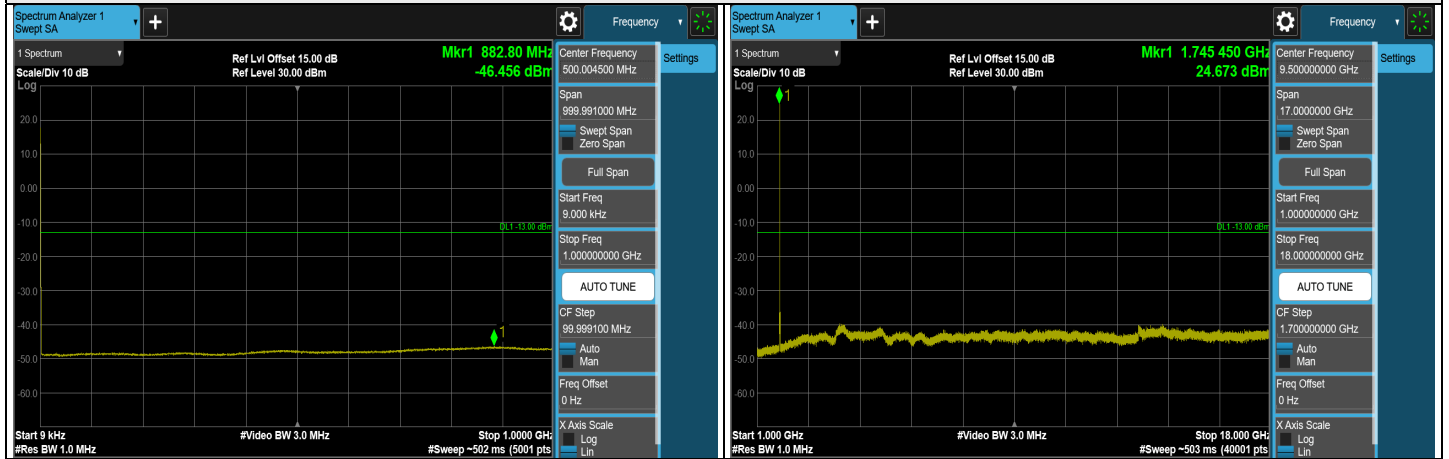 Spectrum Analyzer 1
Swept SA
+
Frequency
1 Spectrum
Ref Lvl Offset 15.00 dB
Mkr1 882.80 MHz
Scale/Div 10 dB
Ref Level 30.00 dBm
-46.456 dBm
Log
20.0
10.0
0.00
-10.0
-20.0
-30.0
-40.0
-50.0
-60.0
DL1 -13.00 dBm
1
Start 9 kHz
#Video BW 3.0 MHz
Stop 1.0000 GHz
#Res BW 1.0 MHz
#Sweep ~502 ms (5001 pts
Center Frequency
500.004500 MHz
Settings
Span
999.991000 MHz
Swept Span
Zero Span
Full Span
Start Freq
9.000 kHz
Stop Freq
1.000000000 GHz
AUTO TUNE
CF Step
99.999100 MHz
Auto
Man
Freq Offset
0 Hz
X Axis Scale
Log
Lin
Spectrum Analyzer 1
Swept SA
+
Frequency
1 Spectrum
Ref Lvl Offset 15.00 dB
Mkr1 1.745 450 GHz
Scale/Div 10 dB
Ref Level 30.00 dBm
24.673 dBm
Log
1
20.0
10.0
0.00
-10.0
-20.0
-30.0
-40.0
-50.0
-60.0
DL1 -13.00 dBm
Start 1.000 GHz
#Video BW 3.0 MHz
Stop 18.000 GHz
#Res BW 1.0 MHz
#Sweep ~503 ms (40001 pts
Center Frequency
9.500000000 GHz
Settings
Span
17.0000000 GHz
Swept Span
Zero Span
Full Span
Start Freq
1.000000000 GHz
Stop Freq
18.000000000 GHz
AUTO TUNE
CF Step
1.700000000 GHz
Auto
Man
Freq Offset
0 Hz
X Axis Scale
Log
Lin